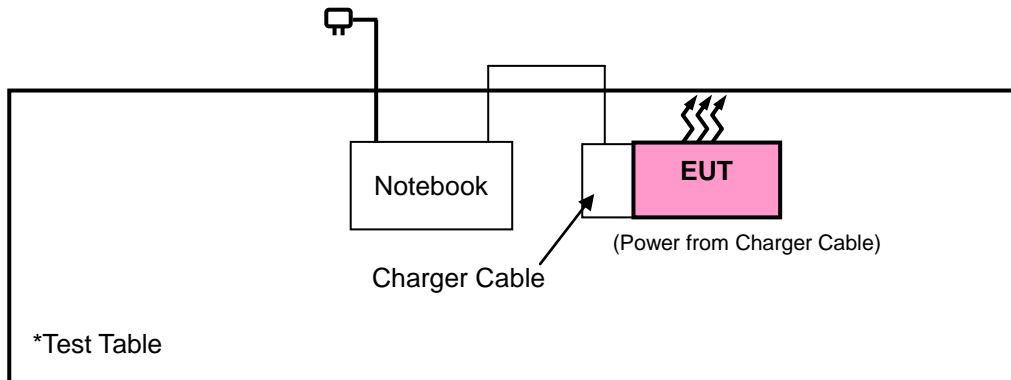 Notebook
EUT
(Power from Charger Cable)
Charger Cable
*Test Table